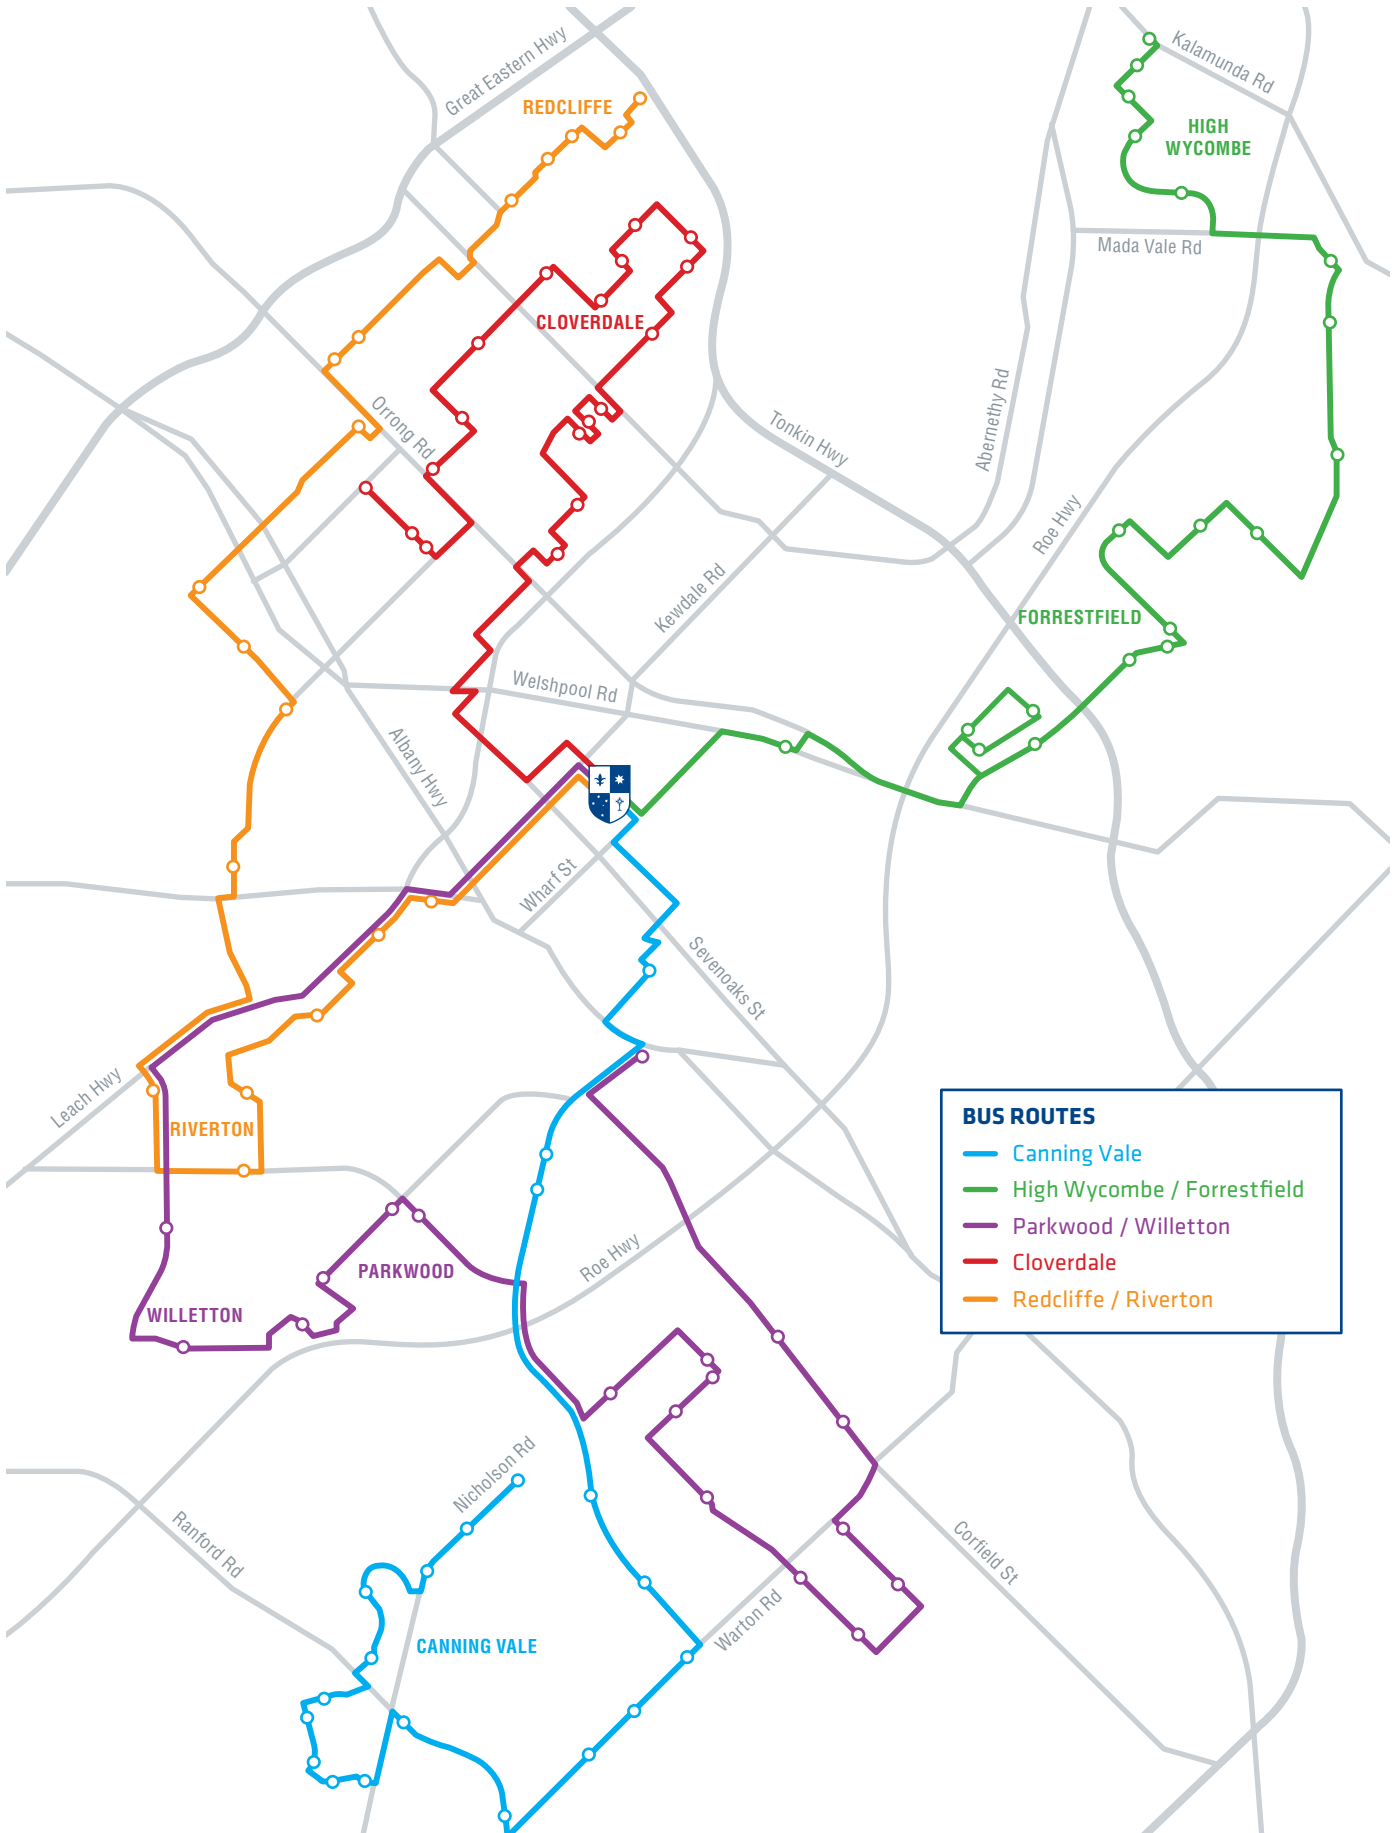 Great Eastern Hwy
Kalamunda Rd
REDCLIFFE
HIGH
WYCOMBE
Mada Vale Rd
CLOVERDALE
Orrong Rd
Abernethy Rd
Tonkin Hwy
Roe Hwy
Kewdale Rd
FORRESTFIELD
Welshpool Rd
Albany Hwy
Wharf St
Sevenoaks St
Leach Hwy
RIVERTON
BUS ROUTES
Canning Vale
High Wycombe / Forrestfield
Parkwood / Willetton
Cloverdale
Redcliffe / Riverton
Roe Hwy
PARKWOOD
WILLETTON
Nicholson Rd
Ranford Rd
Corfield St
Warton Rd
CANNING VALE